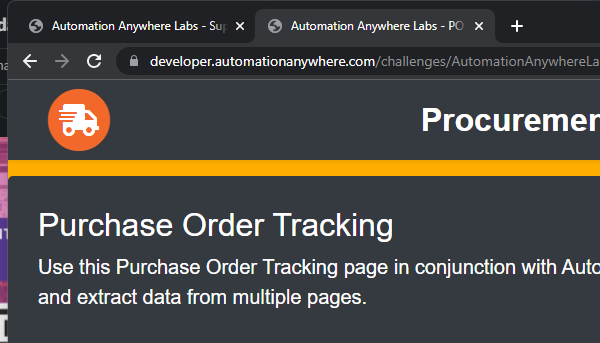 Automation Anywhere Labs - Sup
Automation Anywhere Labs - PO
developer.automationanywhere.com/challenges/AutomationAnywhereLa
Procuremen
Purchase Order Tracking
Use this Purchase Order Tracking page in conjunction with Auto
and extract data from multiple pages.